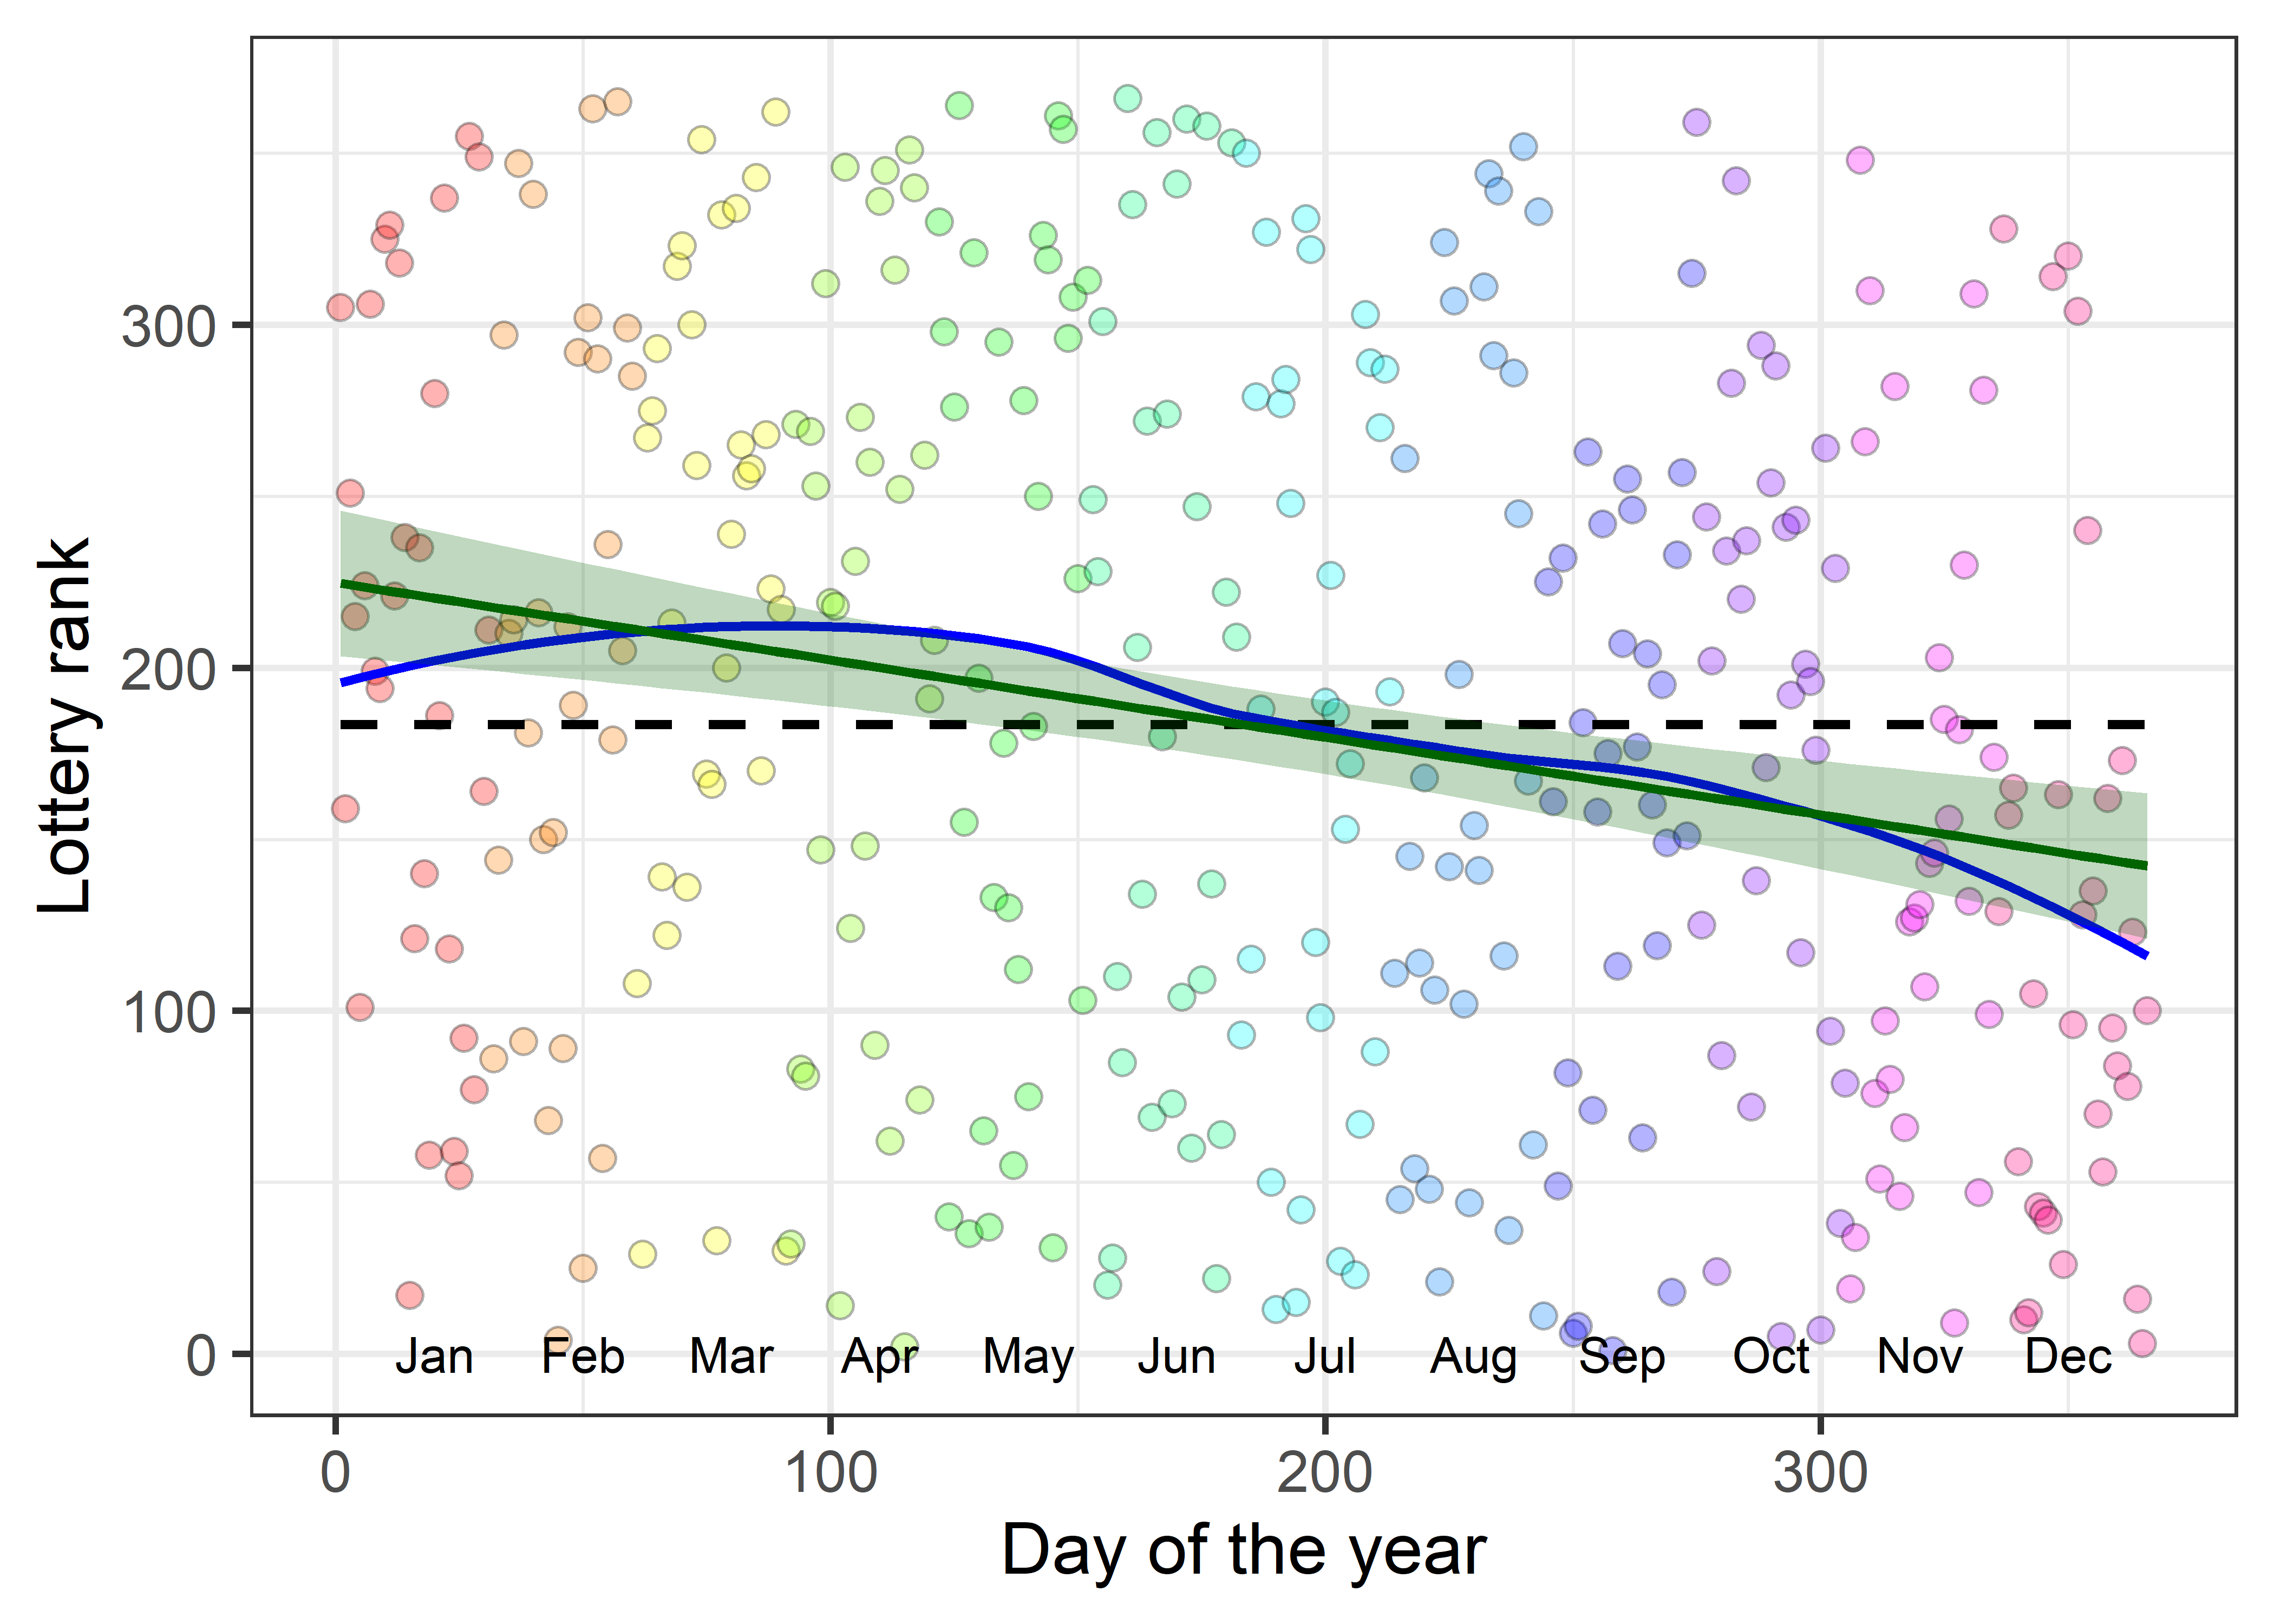 Lottery rank
300
200
100
0
Jan Feb Mar Apr May Jun Jul Aug Sep Oct Nov Dec
0 100 200 300
Day of the year